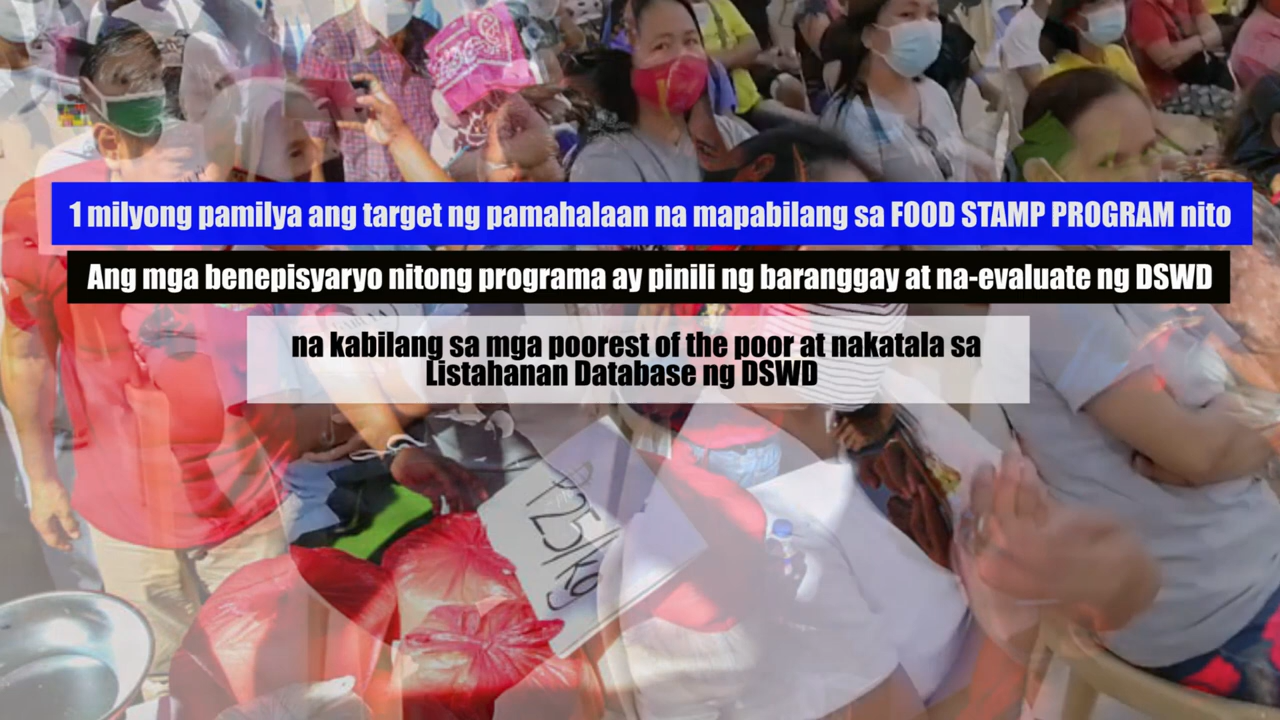 1 milyong pamilya ang target ng pamahalaan na mapabilang sa FOOD STAMP PROGRAM nito
Ang mga benepisyaryo nitong programa ay pinili ng baranggay at na-evaluate ng DSWD
na kabilang sa mga poorest of the poor at nakatala sa
Listahanan Database ng DSWD
₱25/kg